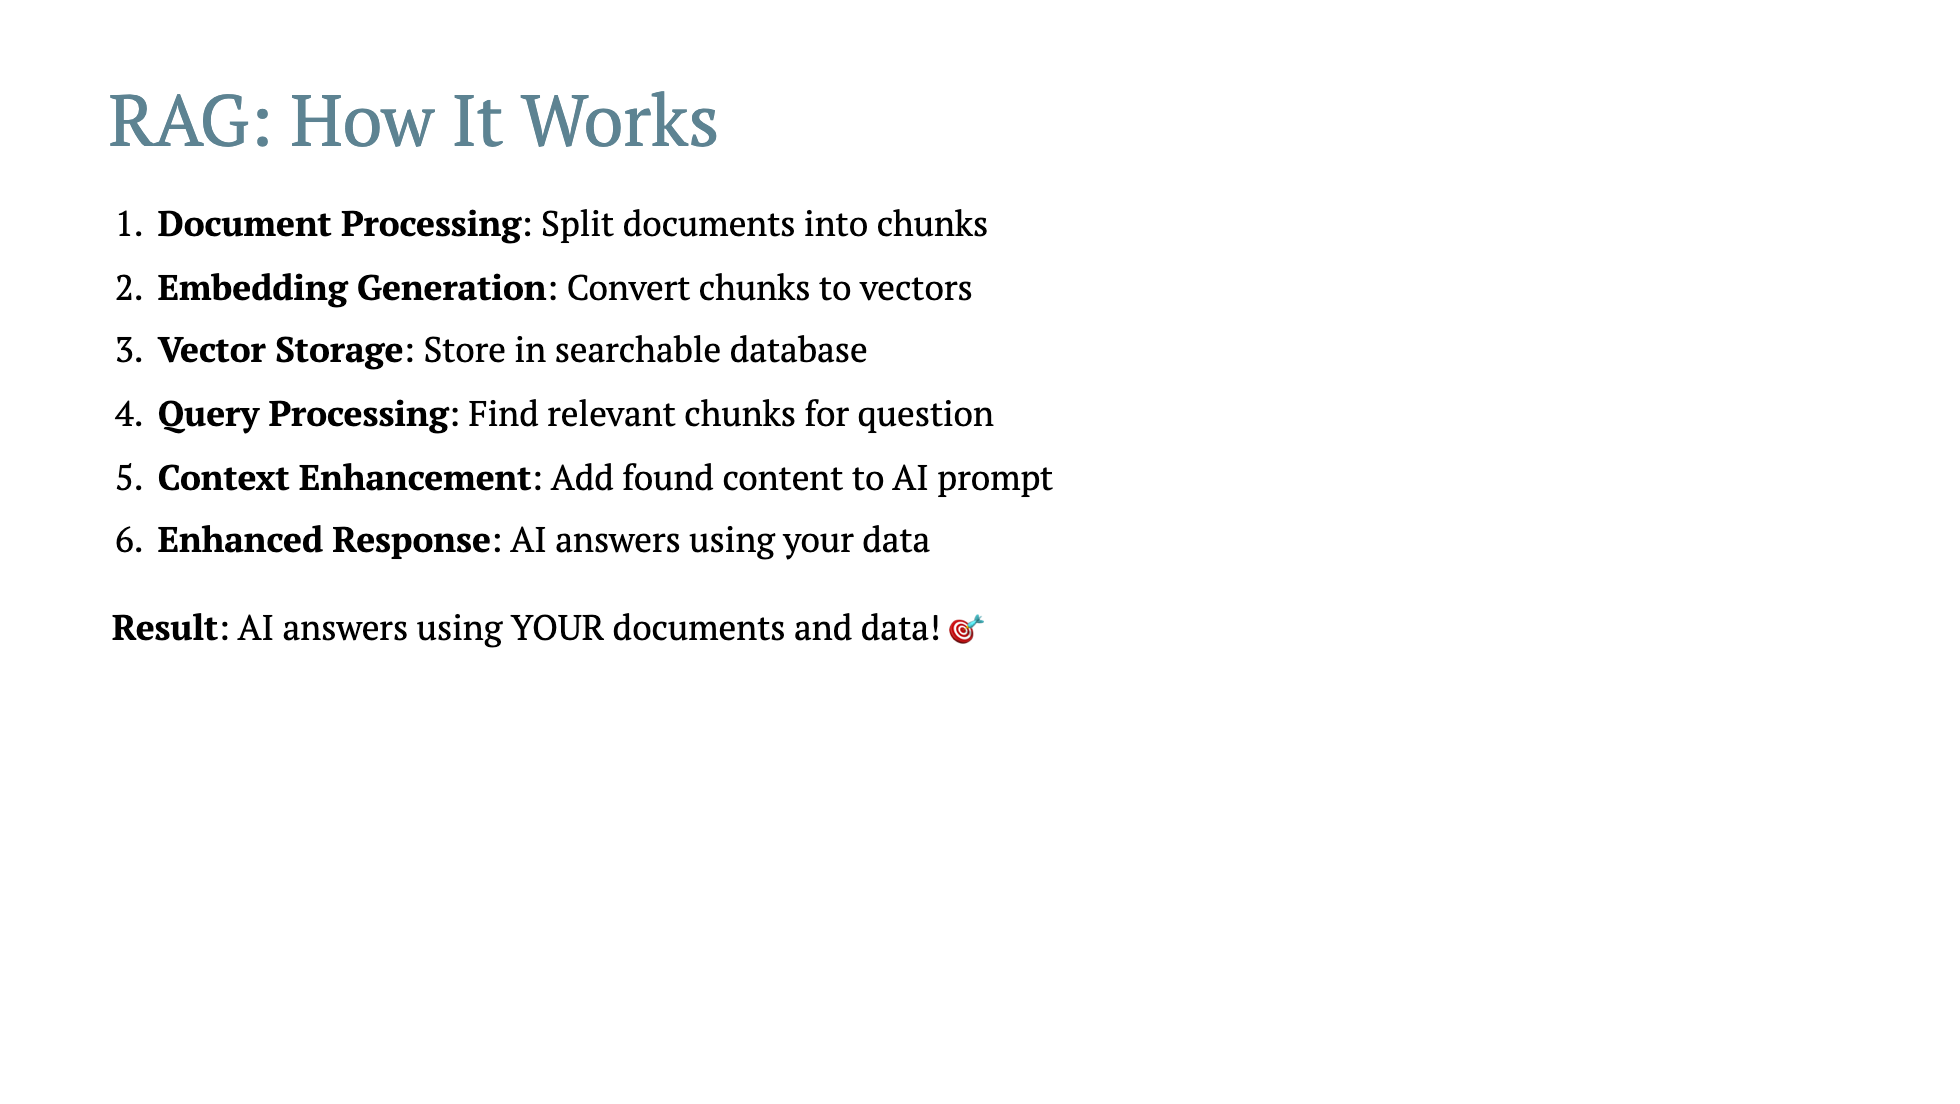 RAG: How It Works
1. Document Processing: Split documents into chunks
2. Embedding Generation: Convert chunks to vectors
3. Vector Storage: Store in searchable database
4. Query Processing: Find relevant chunks for question
5. Context Enhancement: Add found content to AI prompt
6. Enhanced Response: AI answers using your data
Result: AI answers using YOUR documents and data! 🎯